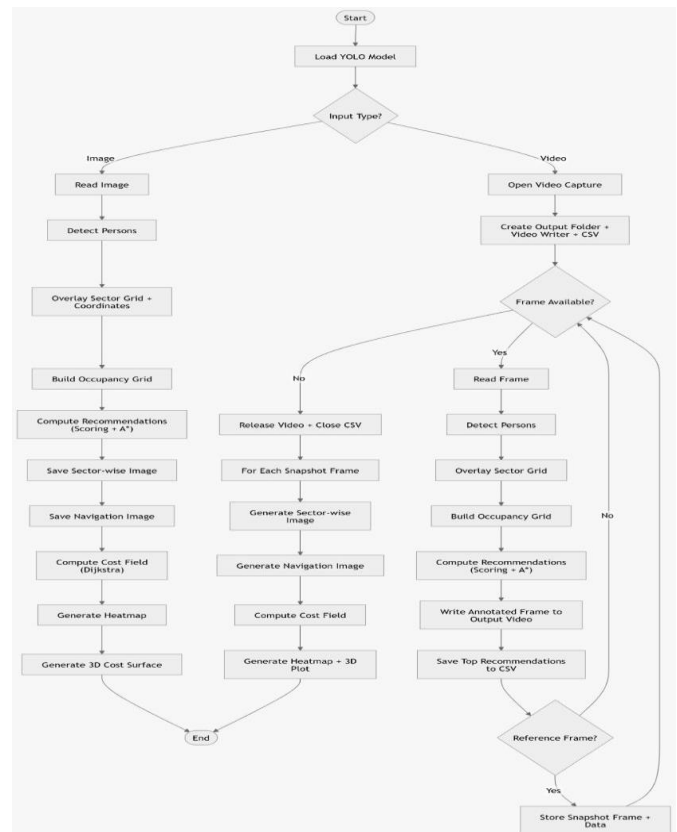 Start
Load YOLO Model
Input Type?
Image
Video
Read Image
Open Video Capture
Detect Persons
Create Output Folder +
Video Writer + CSV
Overlay Sector Grid +
Coordinates
Frame Available?
Yes
No
Build Occupancy Grid
Read Frame
Compute Recommendations
(Scoring + A*)
Release Video + Close CSV
Detect Persons
Save Sector-wise Image
For Each Snapshot Frame
Overlay Sector Grid
Save Navigation Image
Generate Sector-wise
Image
Build Occupancy Grid
No
Compute Cost Field
(Dijkstra)
Generate Navigation Image
Compute Recommendations
(Scoring + A*)
Generate Heatmap
Compute Cost Field
Write Annotated Frame to
Output Video
Generate 3D Cost Surface
Generate Heatmap + 3D
Plot
Save Top Recommendations
to CSV
End
Reference Frame?
Yes
Store Snapshot Frame +
Data